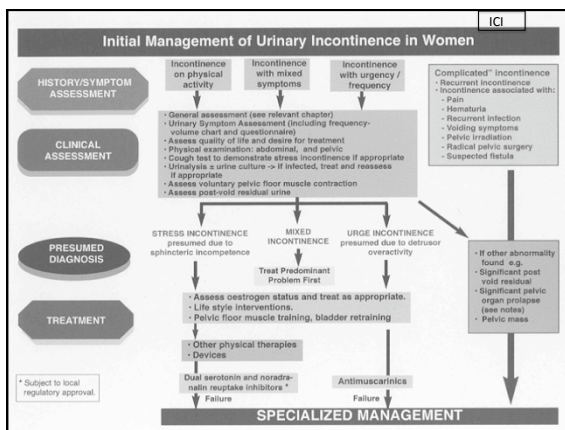 ICI
Initial Management of Urinary Incontinence in Women
HISTORY/SYMPTOM
ASSESSMENT
Incontinence
on physical
activity
Incontinence
with mixed
symptoms
Incontinence
with urgency /
frequency
Complicated" incontinence
• Recurrent incontinence
• Incontinence associated with:
- Pain
- Hematuria
- Recurrent infection
- Voiding symptoms
- Pelvic irradiation
- Radical pelvic surgery
- Suspected fistula
CLINICAL
ASSESSMENT
• General assessment (see relevant chapter)
• Urinary Symptom Assessment (including frequency-
volume chart and questionnaire)
• Assess quality of life and desire for treatment
• Physical examination: abdominal, and pelvic
• Cough test to demonstrate stress incontinence if appropriate
• Urinalysis ± urine culture -> if infected, treat and reassess
if appropriate
• Assess voluntary pelvic floor muscle contraction
• Assess post-void residual urine
PRESUMED
DIAGNOSIS
STRESS INCONTINENCE
presumed due to
sphincteric incompetence
MIXED
INCONTINENCE
URGE INCONTINENCE
presumed due to detrusor
overactivity
Treat Predominant
Problem First
• If other abnormality
found e.g.
• Significant post
void residual
• Significant pelvic
organ prolapse
(see notes)
• Pelvic mass
TREATMENT
• Assess oestrogen status and treat as appropriate.
• Life style interventions.
• Pelvic floor muscle training, bladder retraining
• Other physical therapies
• Devices
Dual serotonin and noradre-
nalin reuptake inhibitors *
Antimuscarinics
Failure
Failure
* Subject to local
regulatory approval.
SPECIALIZED MANAGEMENT